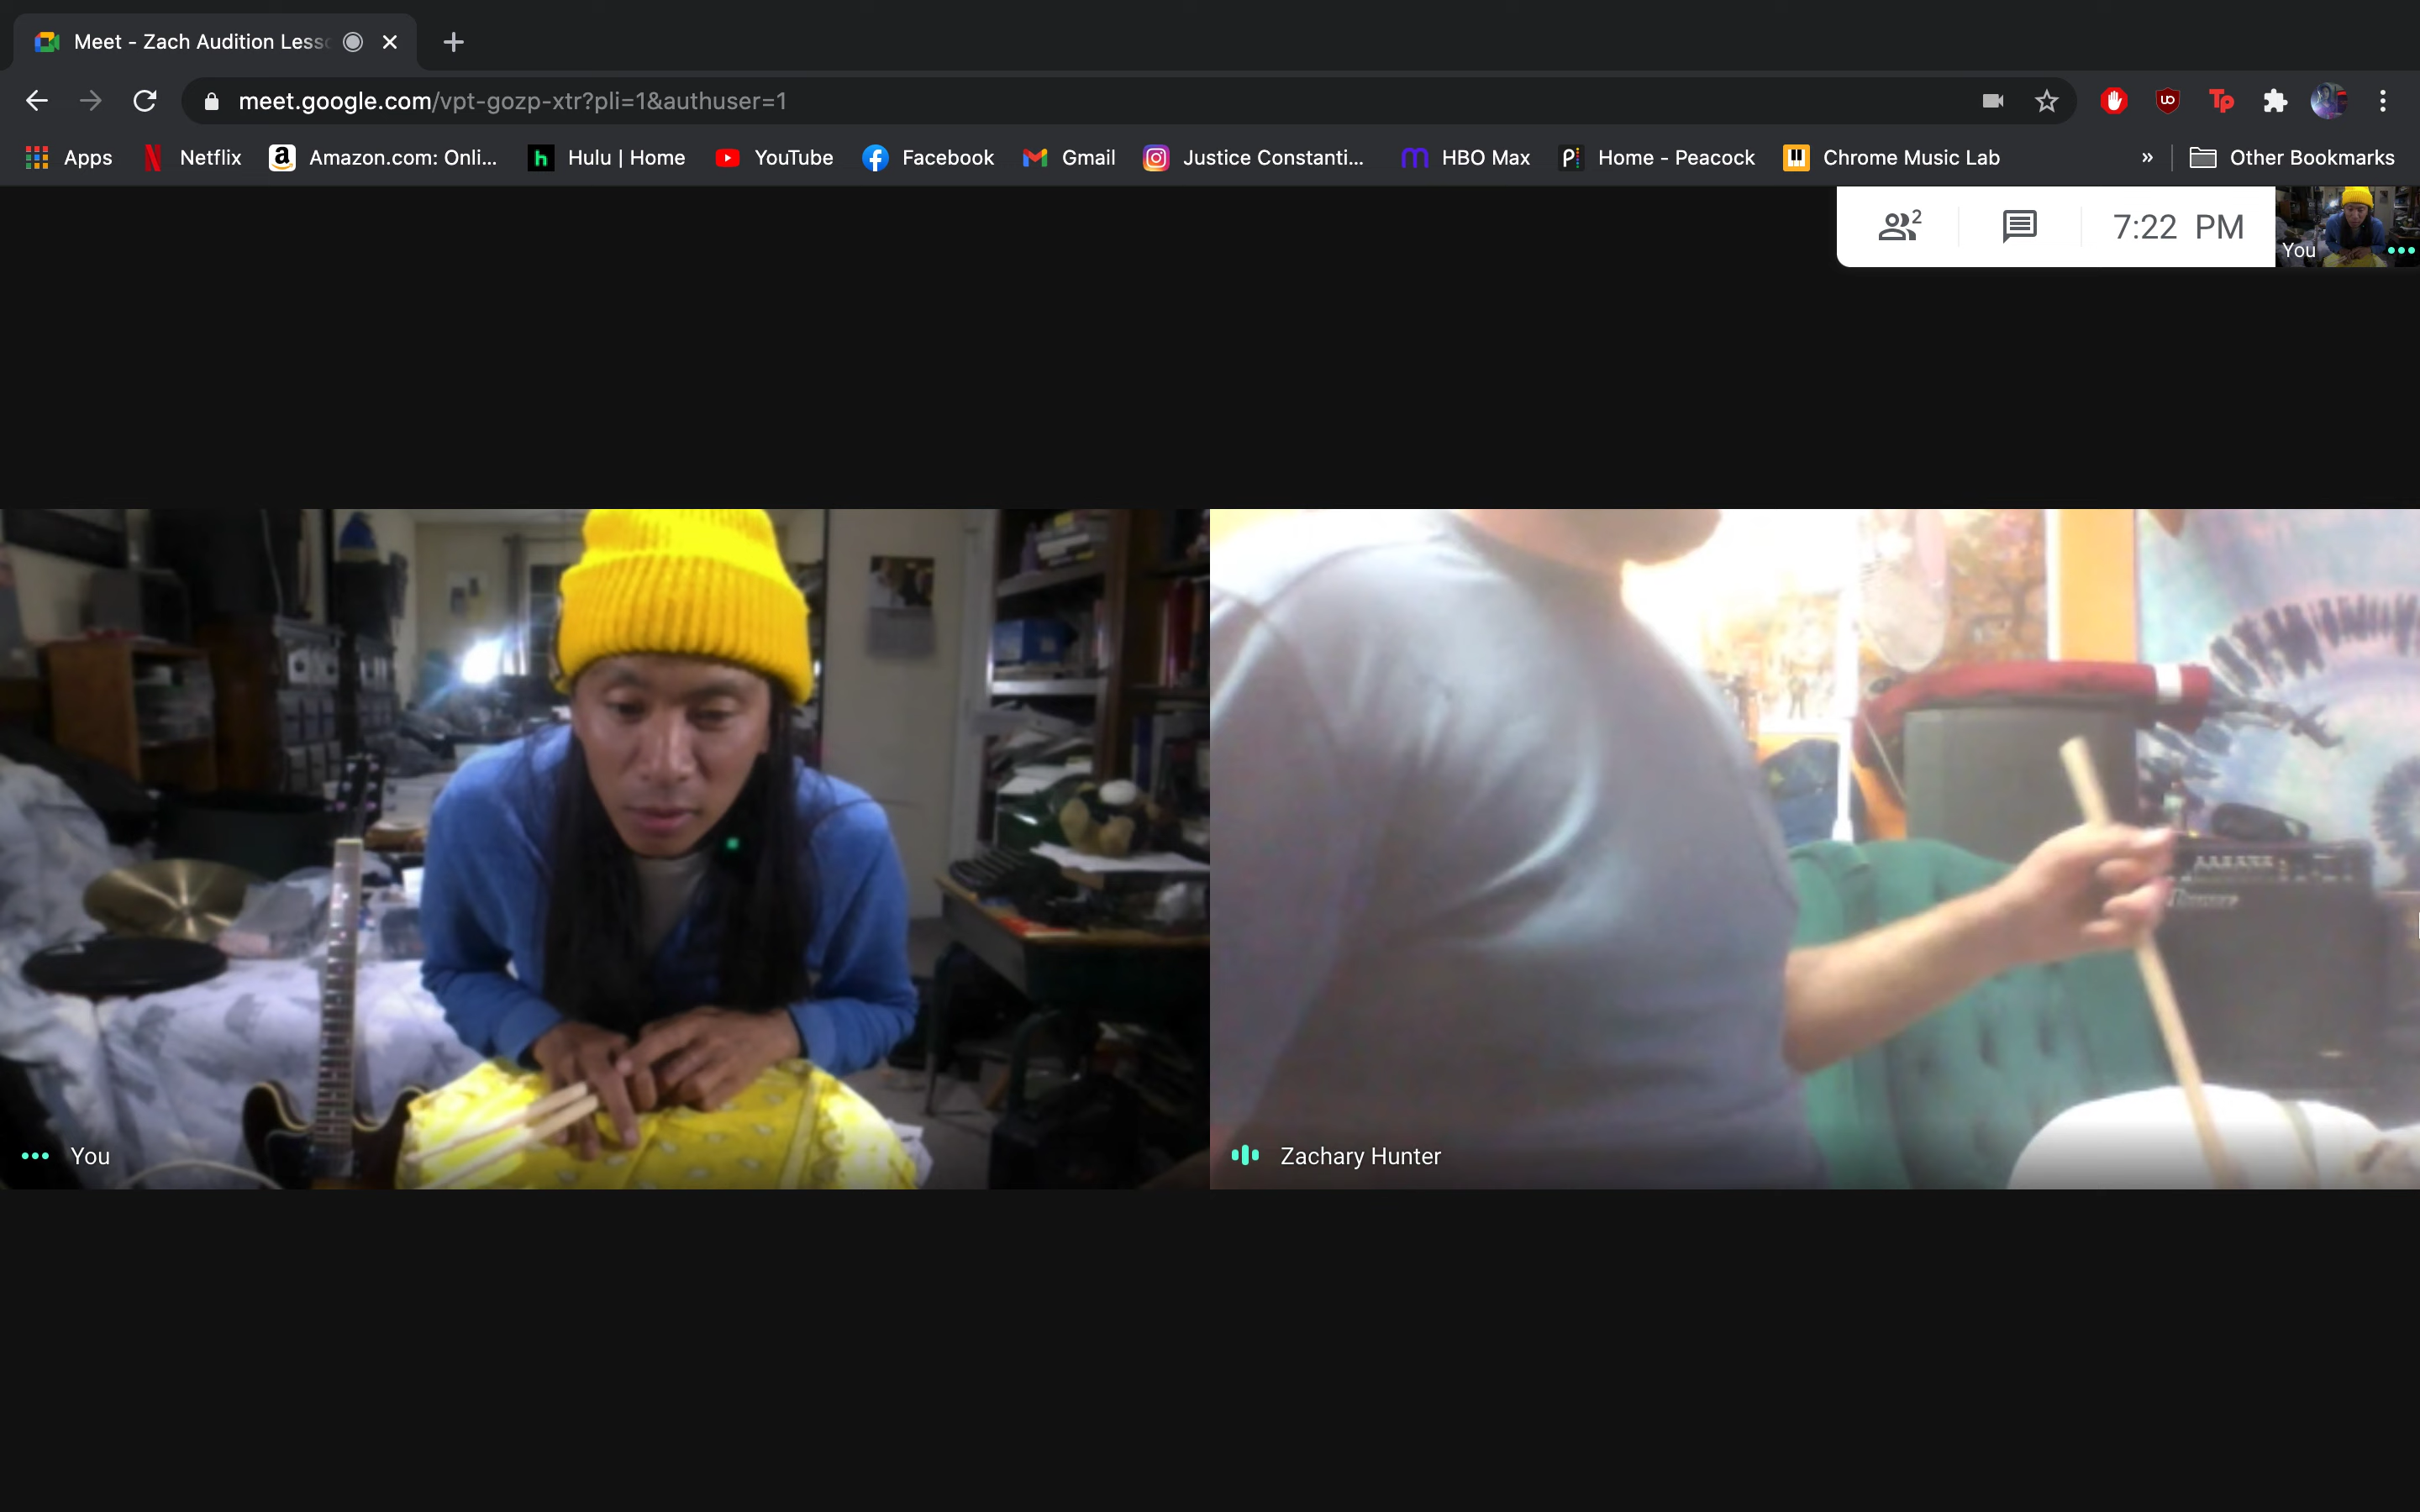 Meet - Zach Audition Less
meet.google.com/vpt-gozp-xtr?pli=1&authuser=1
Apps Netflix Amazon.com: Onli... Hulu | Home YouTube Facebook Gmail Justice Constanti... HBO Max Home - Peacock Chrome Music Lab » Other Bookmarks
2 7:22 PM
You
Ibanez
You
Zachary Hunter